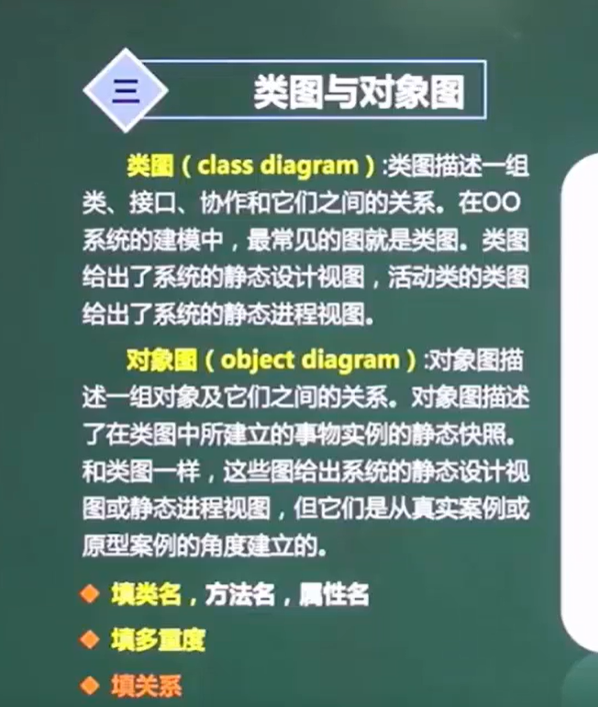 三 类图与对象图
类图（class diagram）:类图描述一组
类、接口、协作和它们之间的关系。在OO
系统的建模中，最常见的图就是类图。类图
给出了系统的静态设计视图，活动类的类图
给出了系统的静态进程视图。
对象图（object diagram）:对象图描
述一组对象及它们之间的关系。对象图描述
了在类图中所建立的事物实例的静态快照。
和类图一样，这些图给出系统的静态设计视
图或静态进程视图，但它们是从真实案例或
原型案例的角度建立的。
填类名，方法名，属性名
填多重度
填关系